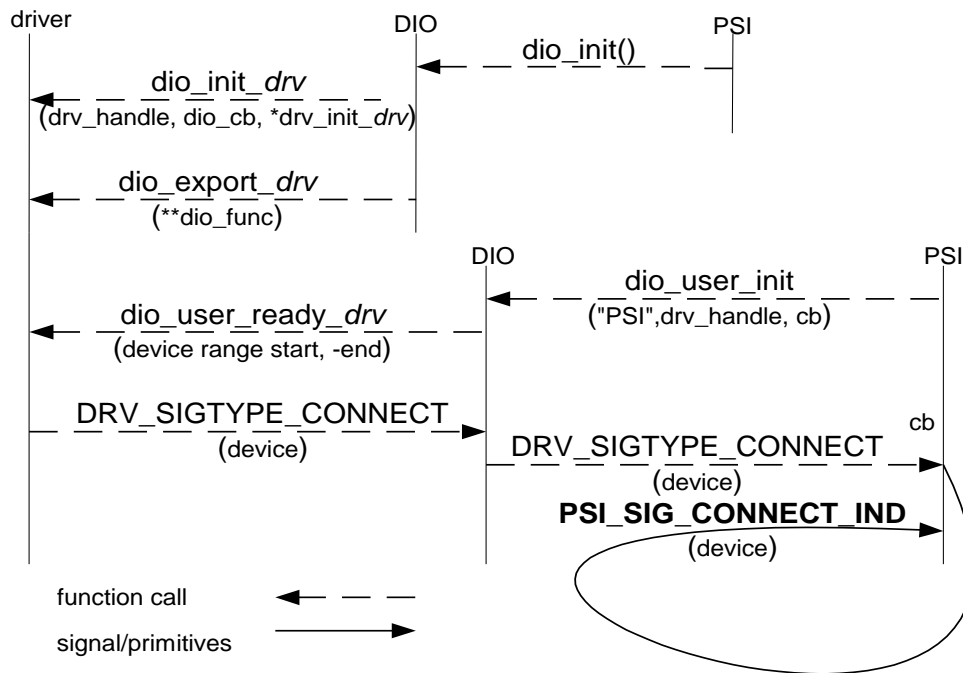 driver
DIO
PSI
dio_init()
dio_init_drv
(drv_handle, dio_cb, *drv_init_drv)
dio_export_drv
(**dio_func)
DIO
PSI
dio_user_init
("PSI",drv_handle, cb)
dio_user_ready_drv
(device range start, -end)
DRV_SIGTYPE_CONNECT
(device)
cb
DRV_SIGTYPE_CONNECT
(device)
PSI_SIG_CONNECT_IND
(device)
function call
signal/primitives